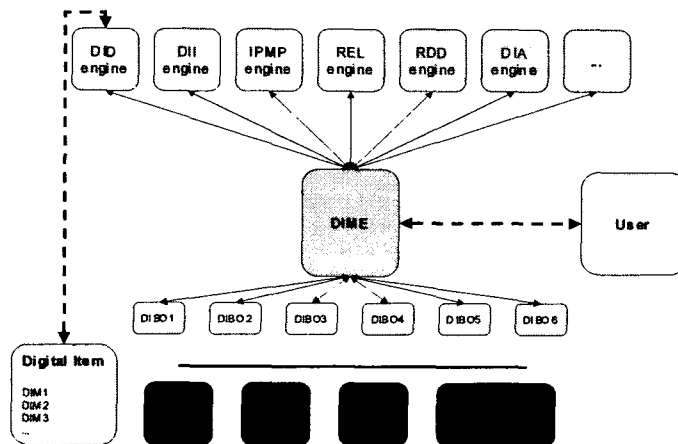 DID engine
DII engine
IPMP engine
REL engine
RDD engine
DIA engine
...
DIME
User
DIBO1
DIBO2
DIBO3
DIBO4
DIBO5
DIBO6
Digital Item
DIM1
DIM2
DIM3
...